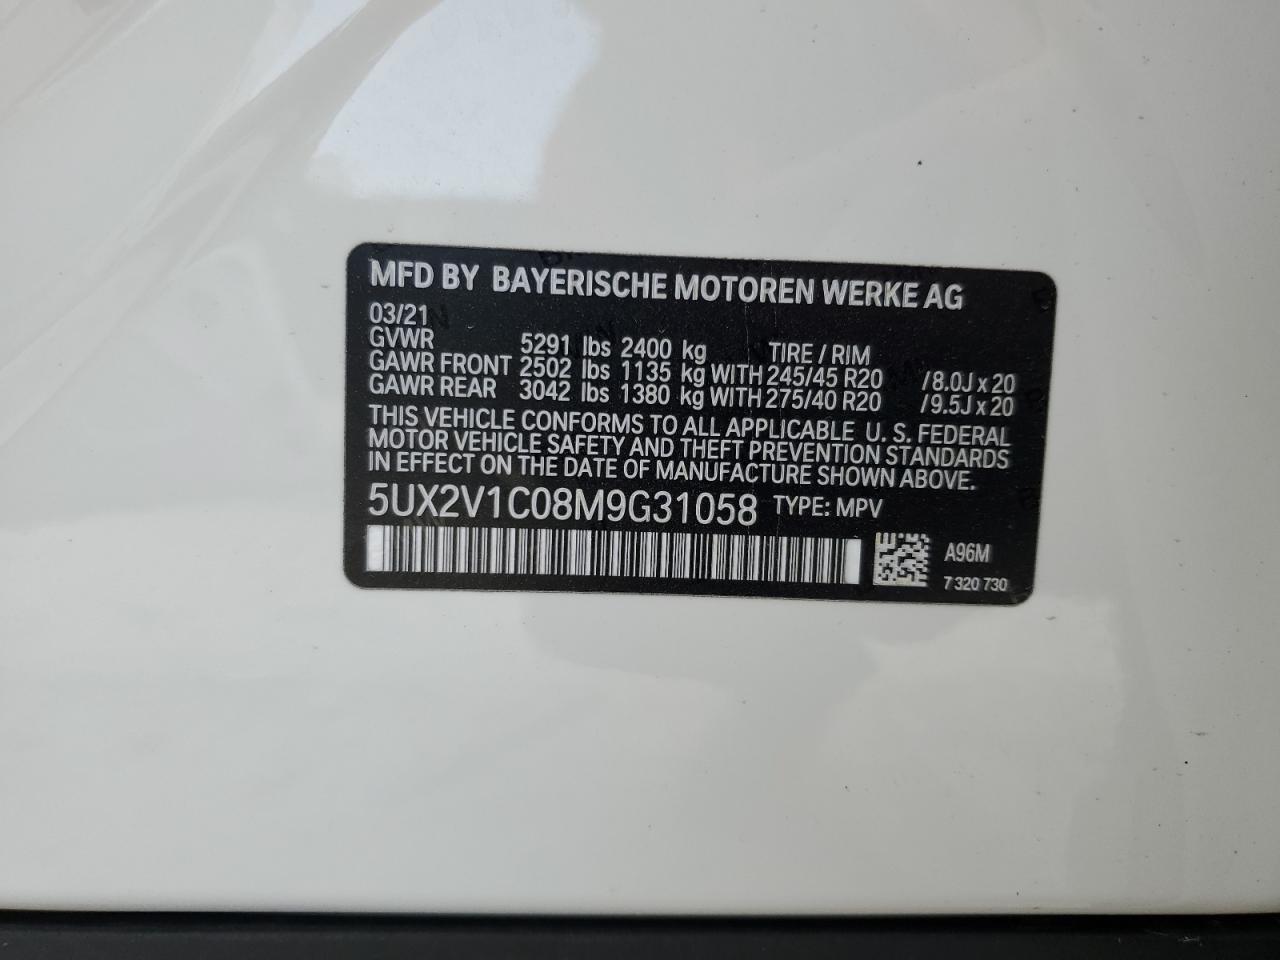 MFD BY BAYERISCHE MOTOREN WERKE AG
03/21
GVWR 5291 lbs 2400 kg TIRE / RIM
GAWR FRONT 2502 lbs 1135 kg WITH 245/45 R20 /8.0J x 20
GAWR REAR 3042 lbs 1380 kg WITH 275/40 R20 /9.5J x 20
THIS VEHICLE CONFORMS TO ALL APPLICABLE U. S. FEDERAL
MOTOR VEHICLE SAFETY AND THEFT PREVENTION STANDARDS
IN EFFECT ON THE DATE OF MANUFACTURE SHOWN ABOVE.
5UX2V1C08M9G31058 TYPE: MPV
A96M
7 320 730